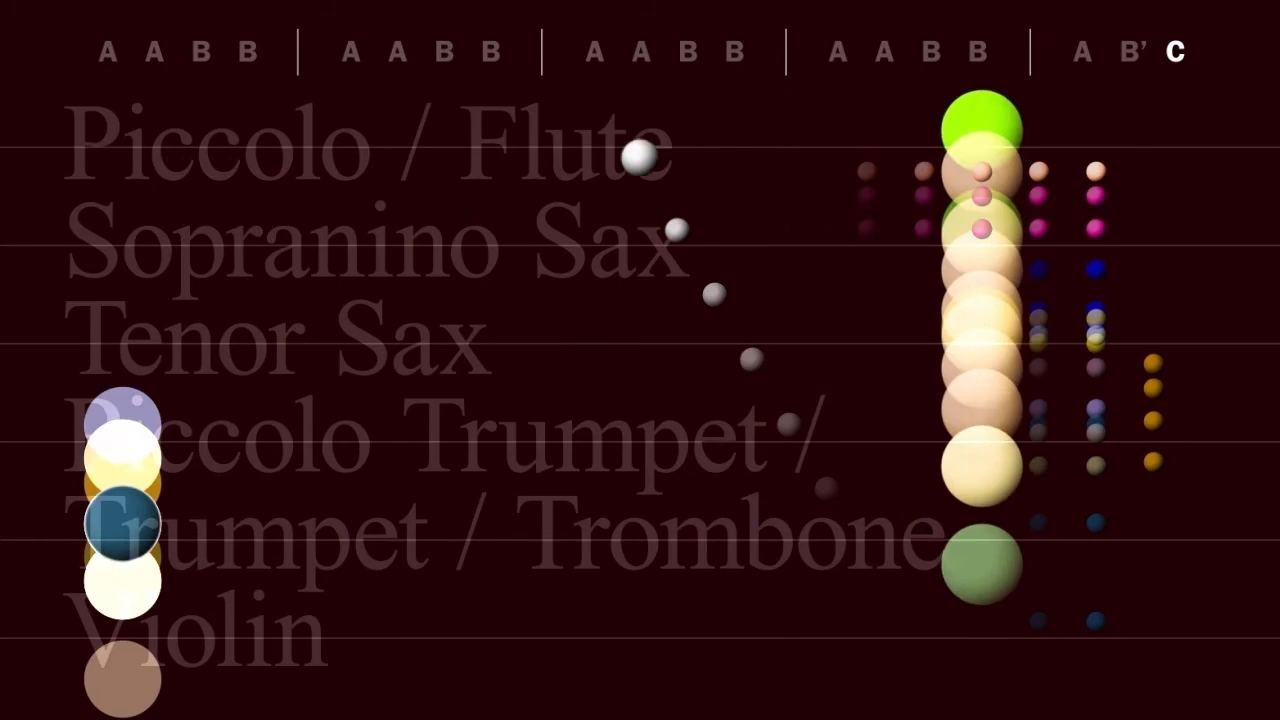 A A B B | A A B B | A A B B | A A B B | A B’ C
Piccolo / Flute
Sopranino Sax
Tenor Sax
Piccolo Trumpet /
Trumpet / Trombone
Violin